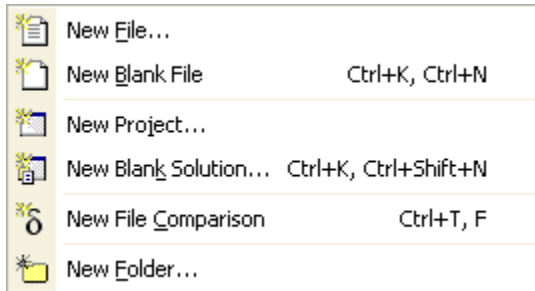 New File...
New Blank File Ctrl+K, Ctrl+N
New Project...
New Blank Solution... Ctrl+K, Ctrl+Shift+N
δ New File Comparison Ctrl+T, F
New Folder...